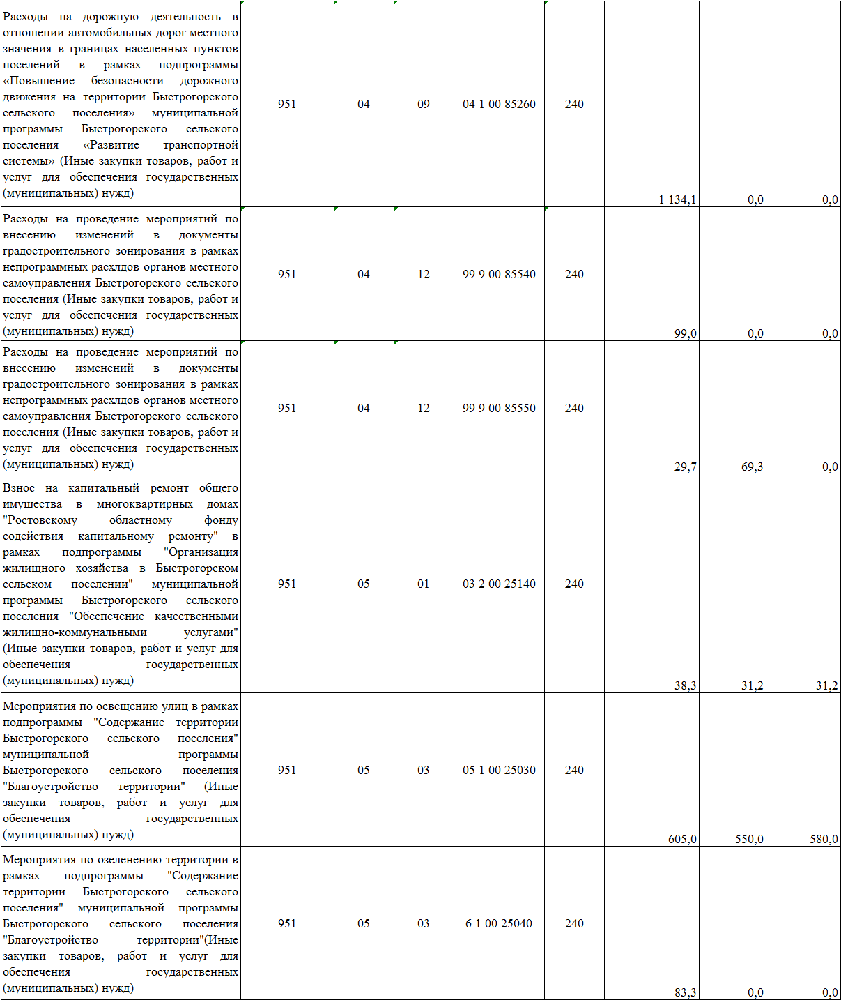 Расходы на дорожную деятельность в
отношении автомобильных дорог местного
значения в границах населенных пунктов
поселений в рамках подпрограммы
«Повышение безопасности дорожного
движения на территории Быстрогорского
сельского поселения» муниципальной
программы Быстрогорского сельского
поселения «Развитие транспортной
системы» (Иные закупки товаров, работ и
услуг для обеспечения государственных
(муниципальных) нужд)
951 04 09 04 1 00 85260 240
1 134,1 0,0 0,0
Расходы на проведение мероприятий по
внесению изменений в документы
градостроительного зонирования в рамках
непрограммных расхлдов органов местного
самоуправления Быстрогорского сельского
поселения (Иные закупки товаров, работ и
услуг для обеспечения государственных
(муниципальных) нужд)
951 04 12 99 9 00 85540 240
99,0 0,0 0,0
Расходы на проведение мероприятий по
внесению изменений в документы
градостроительного зонирования в рамках
непрограммных расхлдов органов местного
самоуправления Быстрогорского сельского
поселения (Иные закупки товаров, работ и
услуг для обеспечения государственных
(муниципальных) нужд)
951 04 12 99 9 00 85550 240
29,7 69,3 0,0
Взнос на капитальный ремонт общего
имущества в многоквартирных домах
"Ростовскому областному фонду
содействия капитальному ремонту" в
рамках подпрограммы "Организация
жилищного хозяйства в Быстрогорском
сельском поселении" муниципальной
программы Быстрогорского сельского
поселения "Обеспечение качественными
жилищно-коммунальными услугами"
(Иные закупки товаров, работ и услуг для
обеспечения государственных
(муниципальных) нужд)
951 05 01 03 2 00 25140 240
38,3 31,2 31,2
Мероприятия по освещению улиц в рамках
подпрограммы "Содержание территории
Быстрогорского сельского поселения"
муниципальной программы
Быстрогорского сельского поселения
"Благоустройство территории" (Иные
закупки товаров, работ и услуг для
обеспечения государственных
(муниципальных) нужд)
951 05 03 05 1 00 25030 240
605,0 550,0 580,0
Мероприятия по озеленению территории в
рамках подпрограммы "Содержание
территории Быстрогорского сельского
поселения" муниципальной программы
Быстрогорского сельского поселения
"Благоустройство территории"(Иные
закупки товаров, работ и услуг для
обеспечения государственных
(муниципальных) нужд)
951 05 03 6 1 00 25040 240
83,3 0,0 0,0